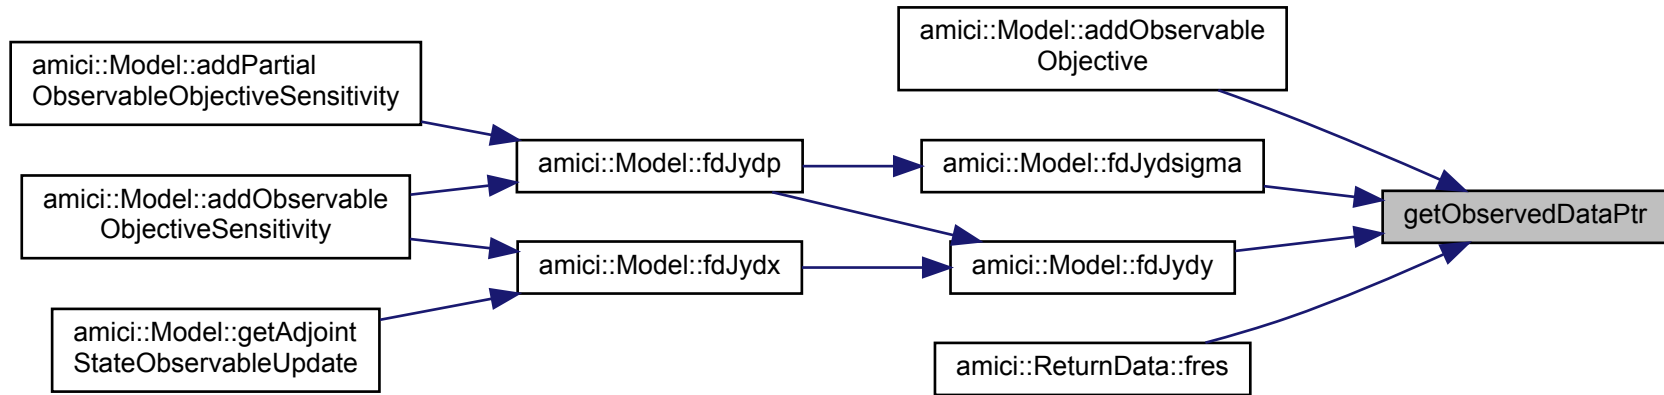 amici::Model::addPartial
ObservableObjectiveSensitivity
amici::Model::addObservable
ObjectiveSensitivity
amici::Model::getAdjoint
StateObservableUpdate
amici::Model::fdJydp
amici::Model::fdJydx
amici::Model::addObservable
Objective
amici::Model::fdJydsigma
amici::Model::fdJydy
amici::ReturnData::fres
getObservedDataPtr